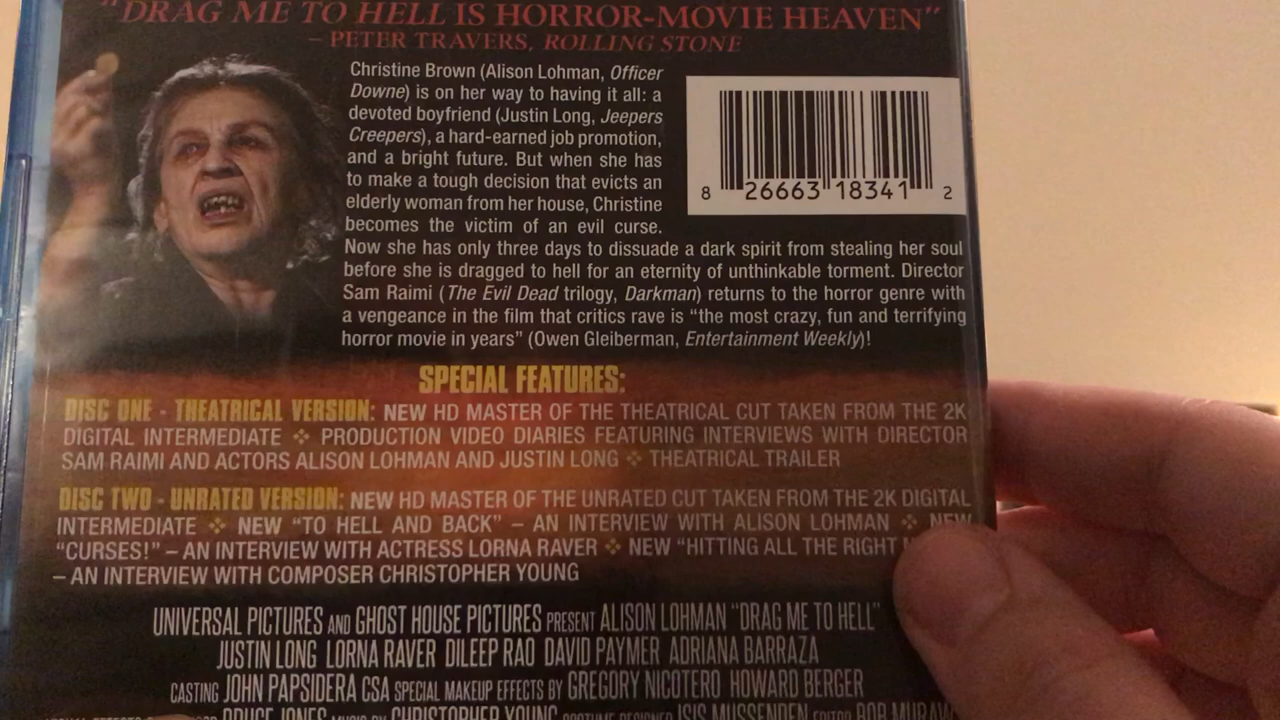 "DRAG ME TO HELL IS HORROR-MOVIE HEAVEN"
– PETER TRAVERS, ROLLING STONE
Christine Brown (Alison Lohman, Officer
Downe) is on her way to having it all: a
devoted boyfriend (Justin Long, Jeepers
Creepers), a hard-earned job promotion,
and a bright future. But when she has
to make a tough decision that evicts an
elderly woman from her house, Christine
becomes the victim of an evil curse.
Now she has only three days to dissuade a dark spirit from stealing her soul
before she is dragged to hell for an eternity of unthinkable torment. Director
Sam Raimi (The Evil Dead trilogy, Darkman) returns to the horror genre with
a vengeance in the film that critics rave is "the most crazy, fun and terrifying
horror movie in years" (Owen Gleiberman, Entertainment Weekly)!
8 26663 18341 2
SPECIAL FEATURES:
DISC ONE - THEATRICAL VERSION: NEW HD MASTER OF THE THEATRICAL CUT TAKEN FROM THE 2K
DIGITAL INTERMEDIATE ❖ PRODUCTION VIDEO DIARIES FEATURING INTERVIEWS WITH DIRECTOR
SAM RAIMI AND ACTORS ALISON LOHMAN AND JUSTIN LONG ❖ THEATRICAL TRAILER
DISC TWO - UNRATED VERSION: NEW HD MASTER OF THE UNRATED CUT TAKEN FROM THE 2K DIGITAL
INTERMEDIATE ❖ NEW "TO HELL AND BACK" – AN INTERVIEW WITH ALISON LOHMAN ❖ NEW
"CURSES!" – AN INTERVIEW WITH ACTRESS LORNA RAVER ❖ NEW "HITTING ALL THE RIGHT
– AN INTERVIEW WITH COMPOSER CHRISTOPHER YOUNG
UNIVERSAL PICTURES AND GHOST HOUSE PICTURES PRESENT ALISON LOHMAN "DRAG ME TO HELL"
JUSTIN LONG LORNA RAVER DILEEP RAO DAVID PAYMER ADRIANA BARRAZA
CASTING JOHN PAPSIDERA CSA SPECIAL MAKEUP EFFECTS BY GREGORY NICOTERO HOWARD BERGER
BRUCE JONES MUSIC BY CHRISTOPHER YOUNG COSTUME DESIGNER ISIS MUSSENDEN EDITOR BOB